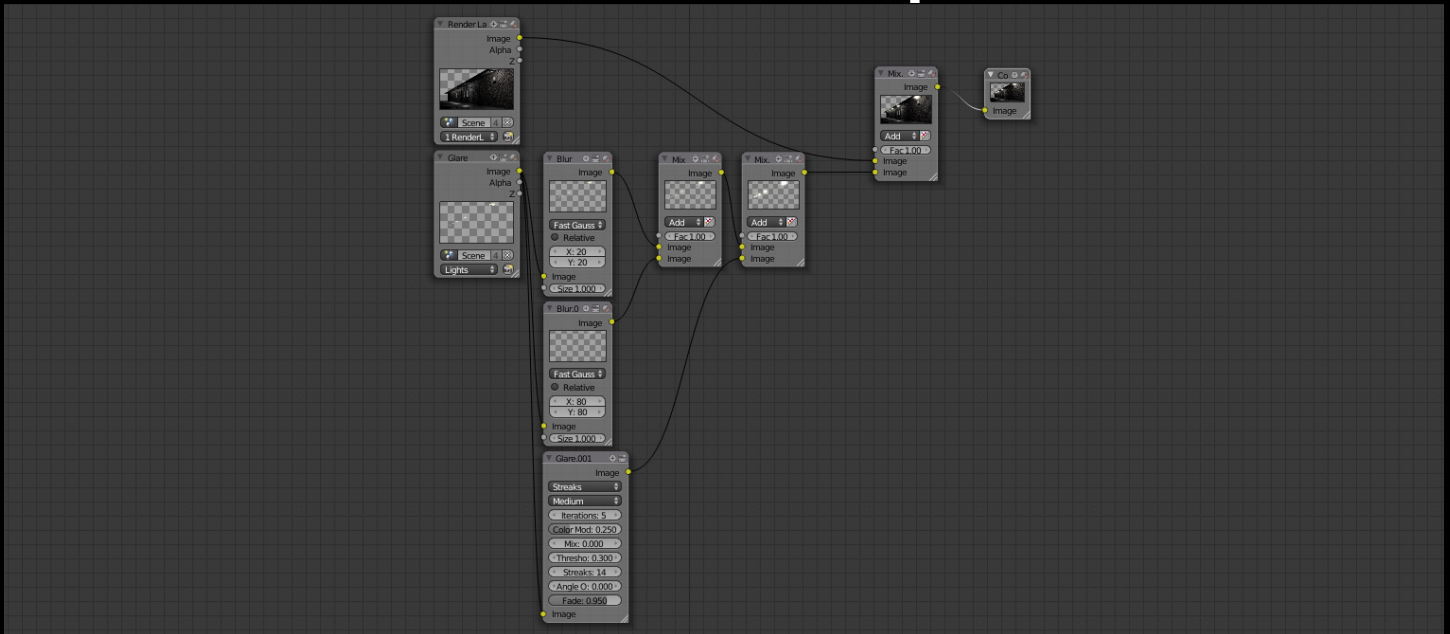 Render La
Image
Alpha
Z
Scene 4
1 RenderL
Glare
Image
Alpha
Z
Scene 4
Lights
Blur
Image
Fast Gauss
Relative
X: 20
Y: 20
Image
Size 1.000
Blur.0
Image
Fast Gauss
Relative
X: 80
Y: 80
Image
Size 1.000
Glare.001
Image
Streaks
Medium
Iterations: 5
Color Mod: 0.250
Mix: 0.000
Thresho: 0.300
Streaks: 14
Angle O: 0.000
Fade: 0.950
Image
Mix
Image
Add
Fac 1.00
Image
Image
Mix.
Image
Add
Fac 1.00
Image
Image
Mix.
Image
Add
Fac 1.00
Image
Image
Co
Image